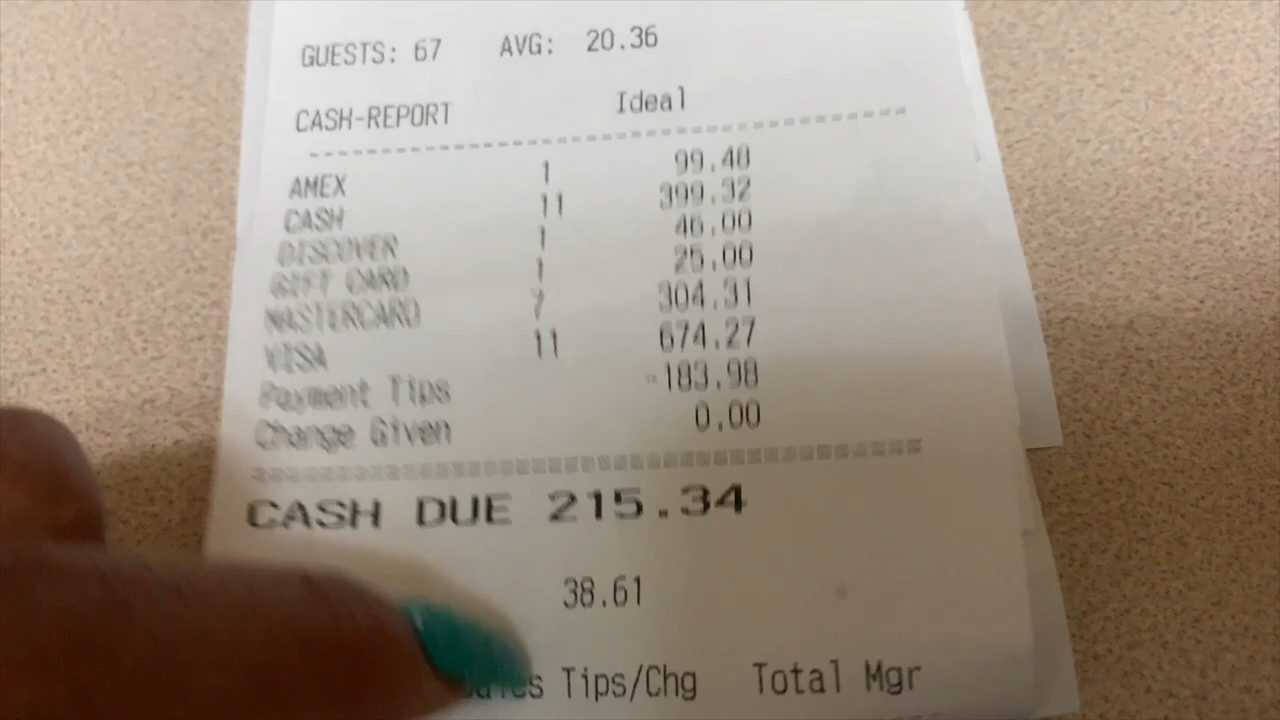 GUESTS: 67 AVG: 20.36
CASH-REPORT Ideal
AMEX 1 99.48
CASH 11 399.32
DISCOVER 1 46.00
GIFT CARD 1 25.00
MASTERCARD 7 304.31
VISA 11 674.27
Payment Tips -183.98
Change Given 0.00
CASH DUE 215.34
38.61
Tips/Chg Total Mgr